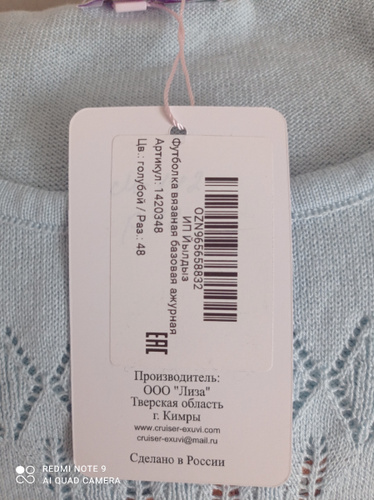 Футболка вязаная базовая ажурная
Артикул: 1420348
Цв.: голубой / Раз.: 48
OZN965658832
ИП Йылдыз
EAC
Производитель:
ООО "Лиза"
Тверская область
г. Кимры
www.cruiser-exuvi.com
cruiser-exuvi@mail.ru
Сделано в России
REDMI NOTE 9
AI QUAD CAMERA